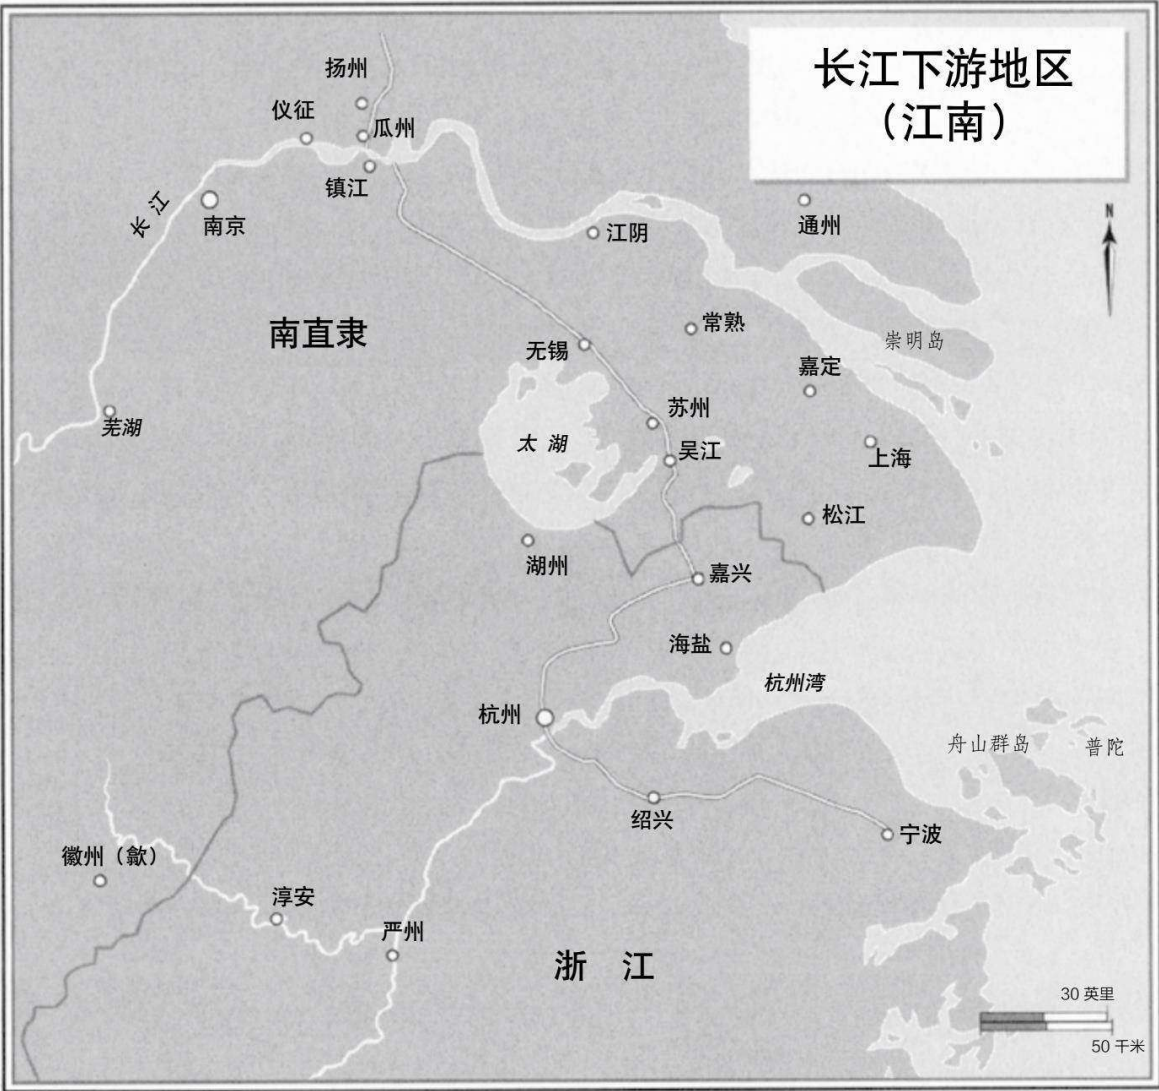 长江下游地区
（江南）
扬州
仪征
瓜州
镇江
长江
南京
江阴
通州
N
南直隶
常熟
崇明岛
无锡
嘉定
苏州
芜湖
太湖
吴江
上海
松江
湖州
嘉兴
海盐
杭州湾
杭州
舟山群岛
普陀
绍兴
宁波
徽州（歙）
淳安
严州
浙 江
30 英里
50 千米